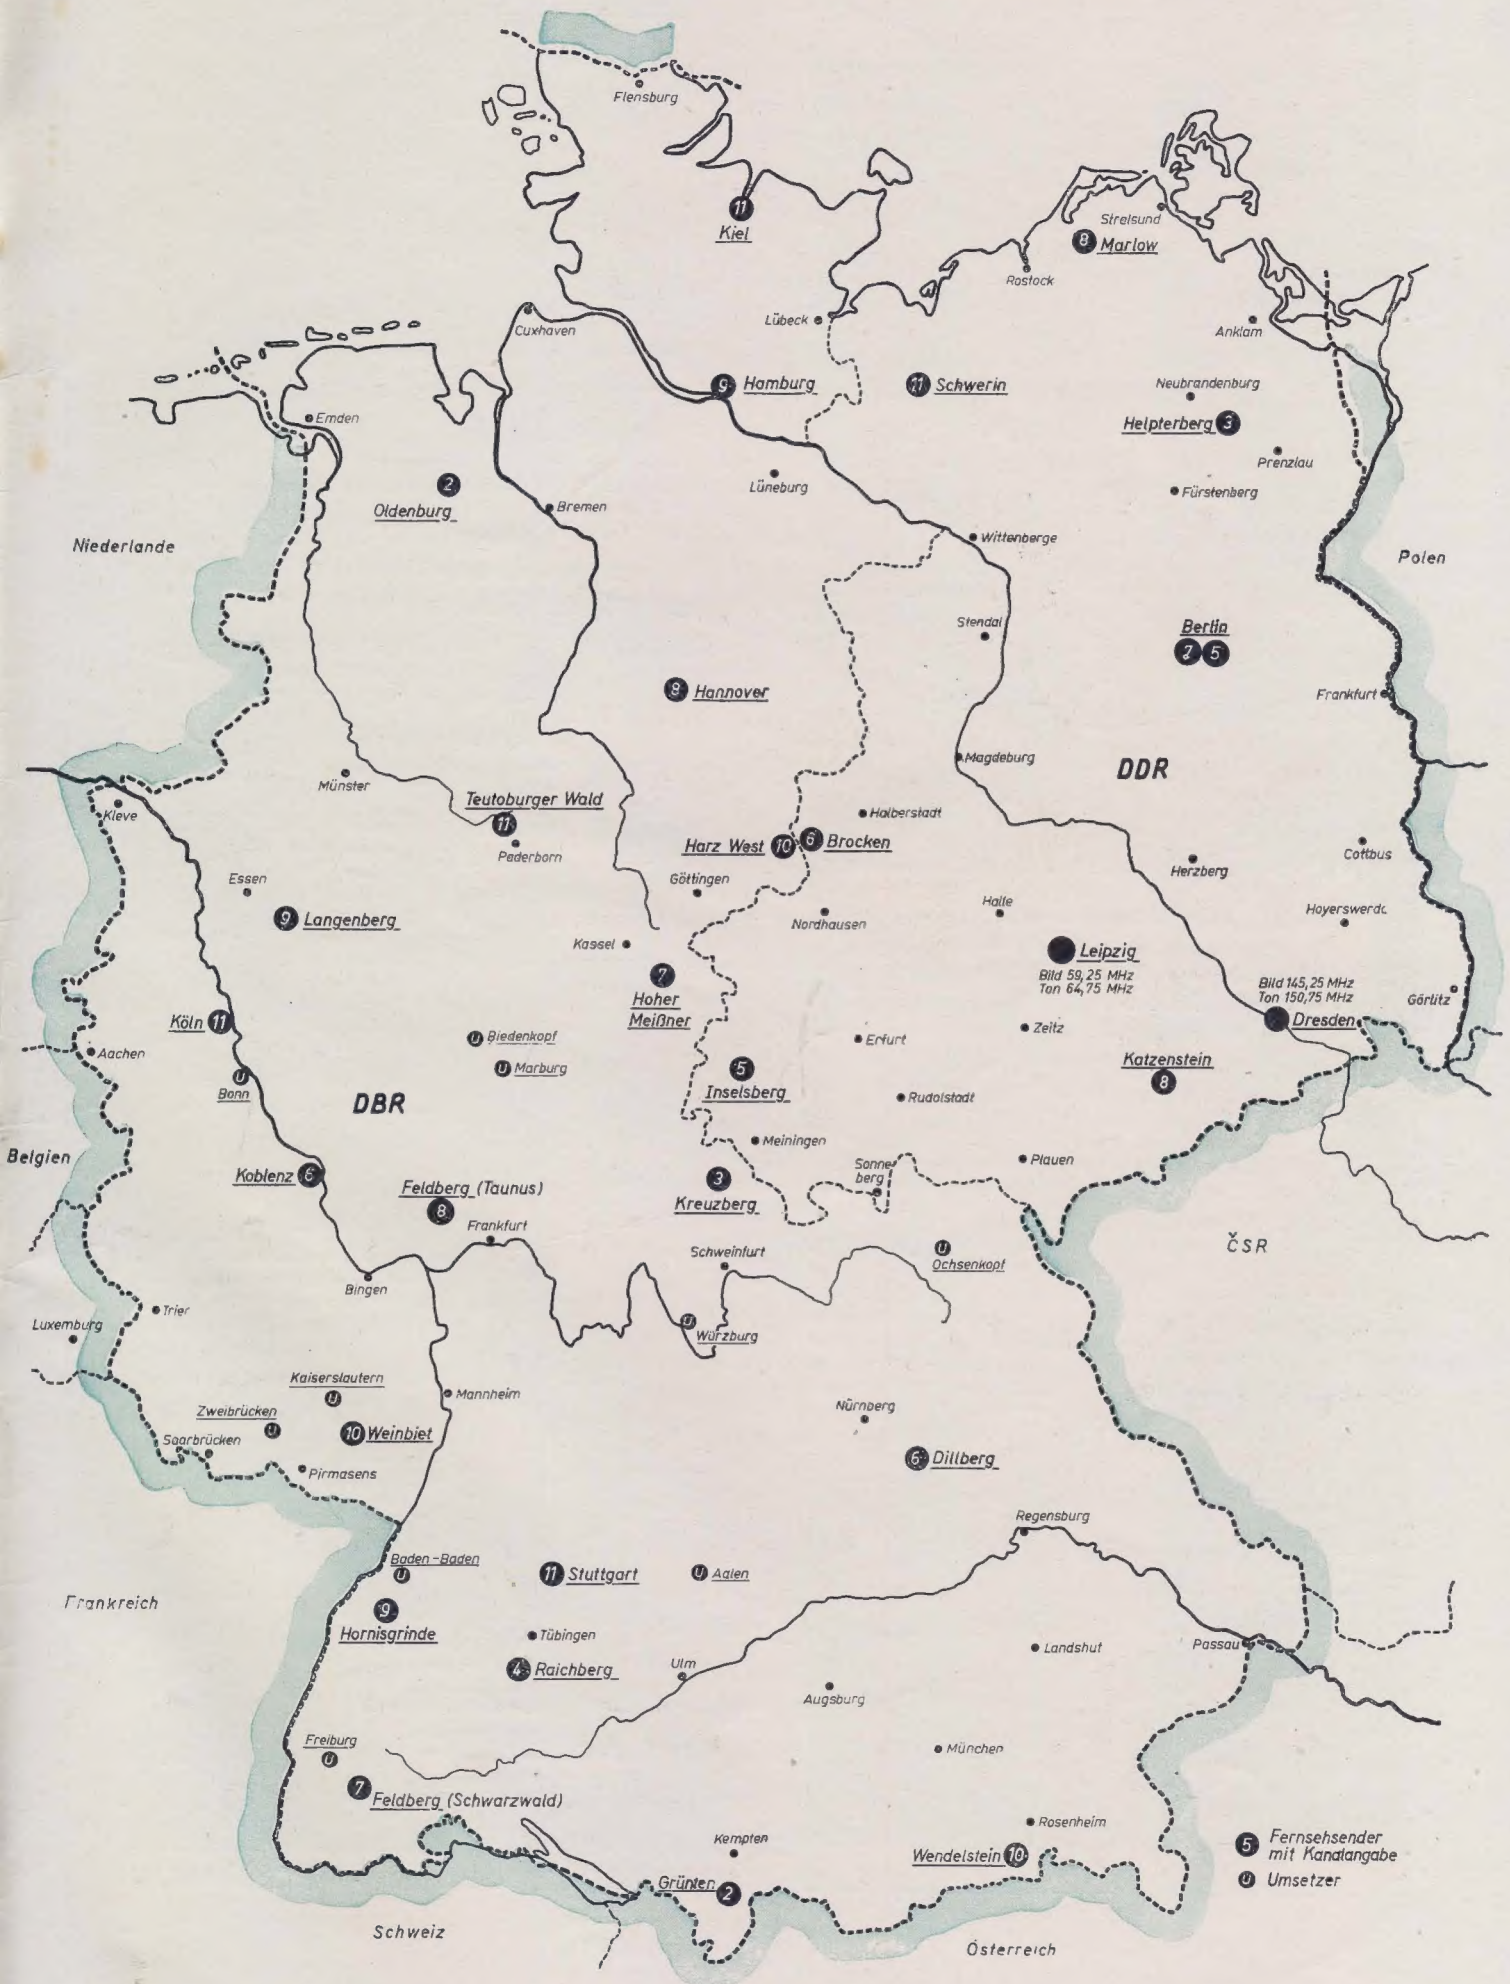 Flensburg
11
Kiel
Strelsund
8 Marlow
Rostock
Lübeck
Anklam
Cuxhaven
9 Hamburg
11 Schwerin
Neubrandenburg
Helpterberg 3
Emden
Prenzlau
2
Oldenburg
Lüneburg
Fürstenberg
Bremen
Niederlande
Wittenberge
Polen
Stendal
Berlin
7 5
8 Hannover
Frankfurt
Magdeburg
DDR
Münster
Kleve
Teutoburger Wald
11
Paderborn
Halberstadt
Harz West 10
6 Brocken
Herzberg
Cottbus
Essen
Göttingen
9 Langenberg
Nordhausen
Halle
Hoyerswerda
Kassel
Leipzig
Bild 59,25 MHz
Ton 64,75 MHz
7
Hoher
Meißner
Bild 145,25 MHz
Ton 150,75 MHz
Dresden
Görlitz
Köln 11
Aachen
U Biedenkopf
U Marburg
Erfurt
Zeitz
Katzenstein
8
U
Bonn
DBR
5
Inselsberg
Rudolstadt
Belgien
Meiningen
Plauen
Koblenz 6
Feldberg (Taunus)
8
3
Kreuzberg
Sonne
berg
Frankfurt
ČSR
Schweinfurt
U
Ochsenkopf
Bingen
Trier
Luxemburg
U
Würzburg
Kaiserslautern
U
Mannheim
Zweibrücken
U
10 Weinbiet
Nürnberg
Saarbrücken
Pirmasens
6 Dillberg
Regensburg
Baden-Baden
U
11 Stuttgart
U Aalen
Frankreich
9
Hornisgrinde
Tübingen
Landshut
Passau
4 Raichberg
Ulm
Augsburg
Freiburg
U
München
7
Feldberg (Schwarzwald)
Rosenheim
Kempten
Wendelstein 10
Grünten
2
5 Fernsehsender
mit Kanalangabe
U Umsetzer
Schweiz
Österreich